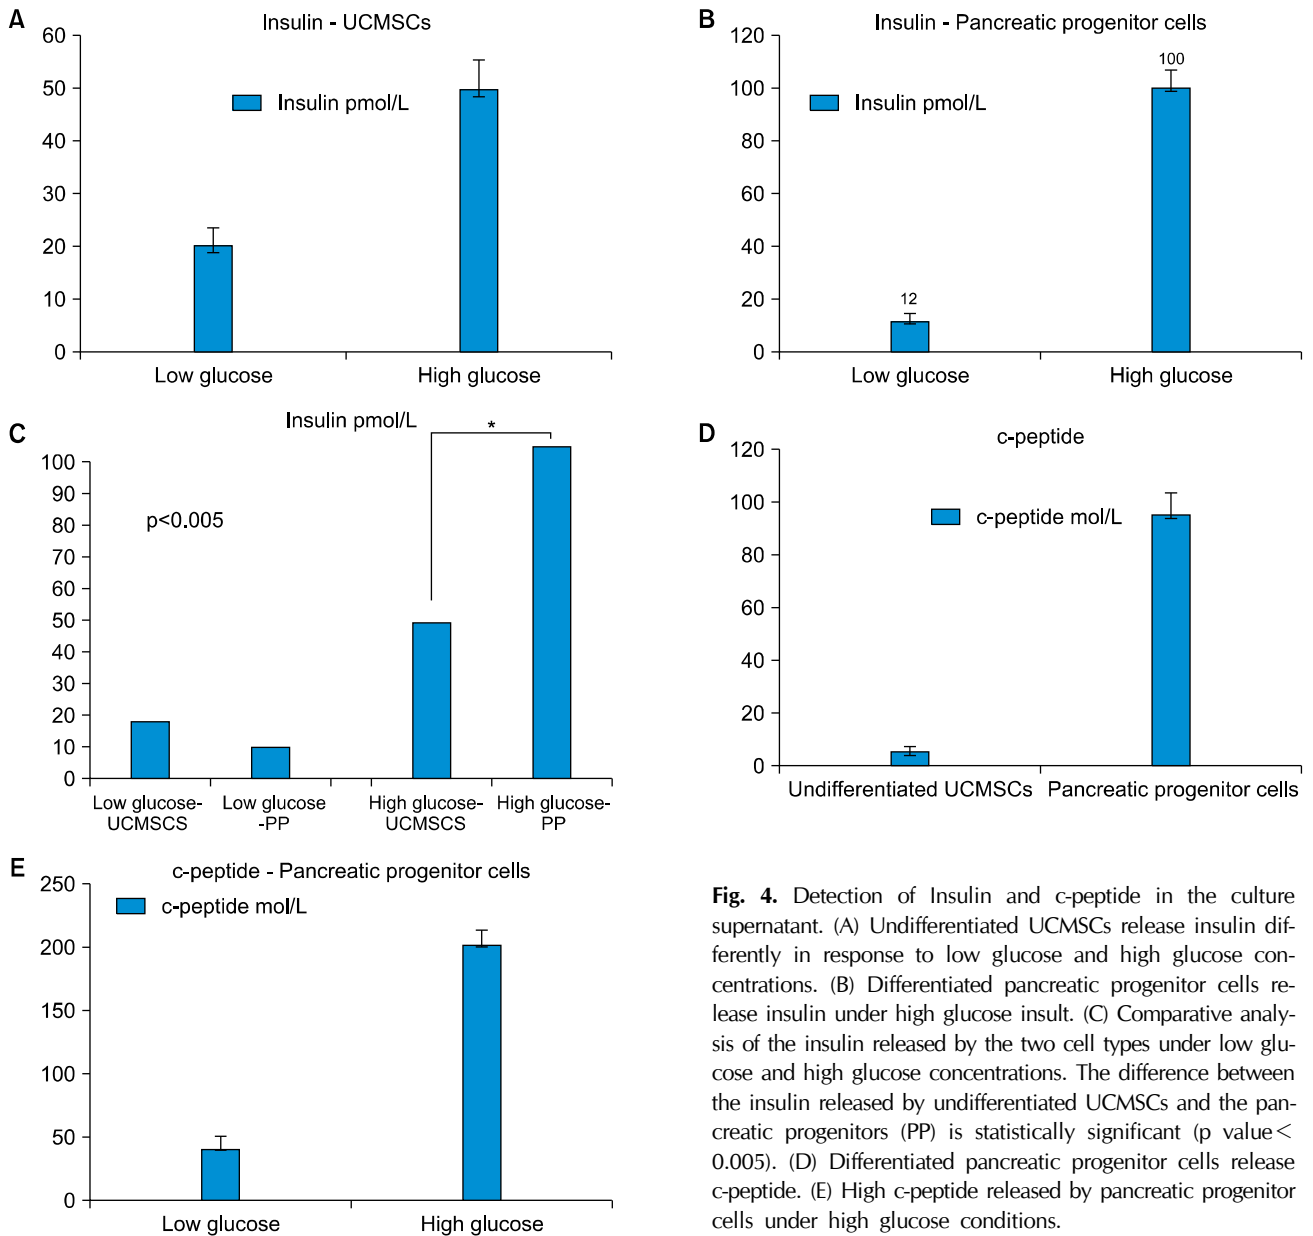 A
Insulin - UCMSCs
60
50
40
30
20
10
0
Insulin pmol/L
Low glucose
High glucose
B
Insulin - Pancreatic progenitor cells
120
100
80
60
40
20
0
Insulin pmol/L
12
100
Low glucose
High glucose
C
Insulin pmol/L
*
100
90
80
70
60
50
40
30
20
10
0
p<0.005
Low glucose-
UCMSCS
Low glucose
-PP
High glucose-
UCMSCS
High glucose-
PP
D
c-peptide
120
100
80
60
40
20
0
c-peptide mol/L
Undifferentiated UCMSCs
Pancreatic progenitor cells
E
c-peptide - Pancreatic progenitor cells
250
200
150
100
50
0
c-peptide mol/L
Low glucose
High glucose
Fig. 4. Detection of Insulin and c-peptide in the culture
supernatant. (A) Undifferentiated UCMSCs release insulin dif-
ferently in response to low glucose and high glucose con-
centrations. (B) Differentiated pancreatic progenitor cells re-
lease insulin under high glucose insult. (C) Comparative analy-
sis of the insulin released by the two cell types under low glu-
cose and high glucose concentrations. The difference between
the insulin released by undifferentiated UCMSCs and the pan-
creatic progenitors (PP) is statistically significant (p value<
0.005). (D) Differentiated pancreatic progenitor cells release
c-peptide. (E) High c-peptide released by pancreatic progenitor
cells under high glucose conditions.